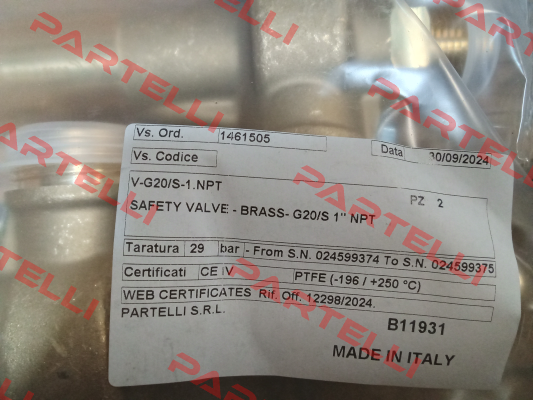 PARTELLI
PARTELLI
PARTELLI
PARTELLI
PARTELLI
PARTELLI
Vs. Ord. 1461505 Data 30/09/2024
Vs. Codice
V-G20/S-1.NPT PZ 2
SAFETY VALVE - BRASS- G20/S 1" NPT
Taratura 29 bar - From S.N. 024599374 To S.N. 024599375
Certificati CE IV PTFE (-196 / +250 °C)
WEB CERTIFICATES Rif. Off. 12298/2024.
PARTELLI S.R.L.
B11931
MADE IN ITALY